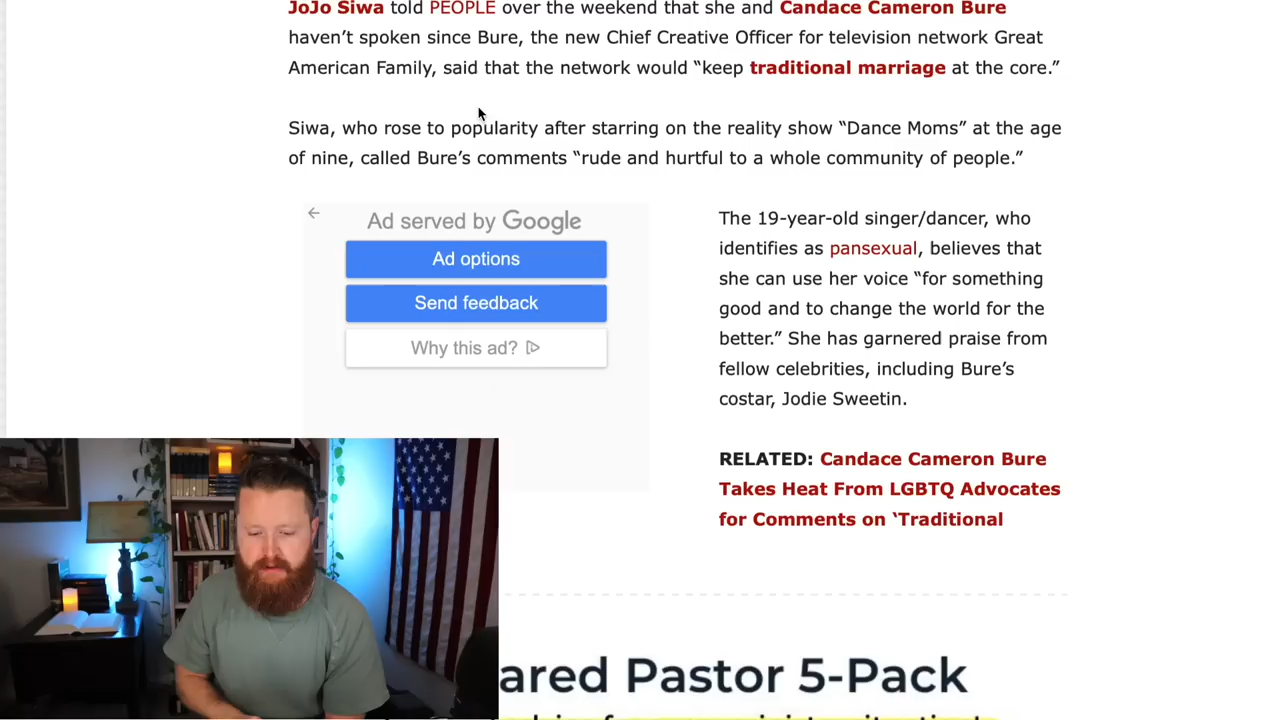 JoJo Siwa told PEOPLE over the weekend that she and Candace Cameron Bure
haven’t spoken since Bure, the new Chief Creative Officer for television network Great
American Family, said that the network would “keep traditional marriage at the core.”
Siwa, who rose to popularity after starring on the reality show “Dance Moms” at the age
of nine, called Bure’s comments “rude and hurtful to a whole community of people.”
Ad served by Google
Ad options
Send feedback
Why this ad?
The 19-year-old singer/dancer, who
identifies as pansexual, believes that
she can use her voice “for something
good and to change the world for the
better.” She has garnered praise from
fellow celebrities, including Bure’s
costar, Jodie Sweetin.
RELATED: Candace Cameron Bure
Takes Heat From LGBTQ Advocates
for Comments on ‘Traditional
ared Pastor 5-Pack